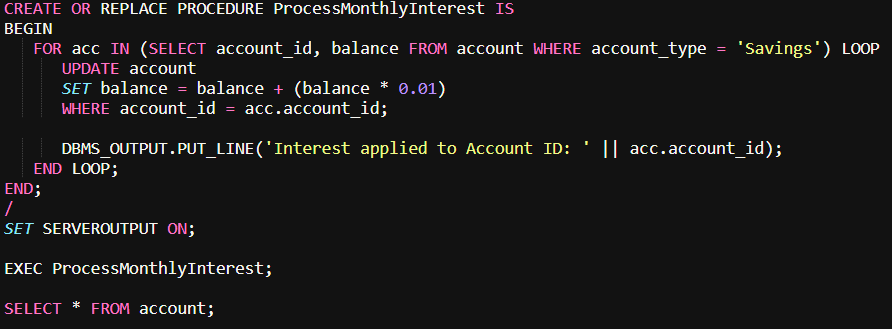 CREATE OR REPLACE PROCEDURE ProcessMonthlyInterest IS
BEGIN
FOR acc IN (SELECT account_id, balance FROM account WHERE account_type = 'Savings') LOOP
UPDATE account
SET balance = balance + (balance * 0.01)
WHERE account_id = acc.account_id;
DBMS_OUTPUT.PUT_LINE('Interest applied to Account ID: ' || acc.account_id);
END LOOP;
END;
/
SET SERVEROUTPUT ON;
EXEC ProcessMonthlyInterest;
SELECT * FROM account;